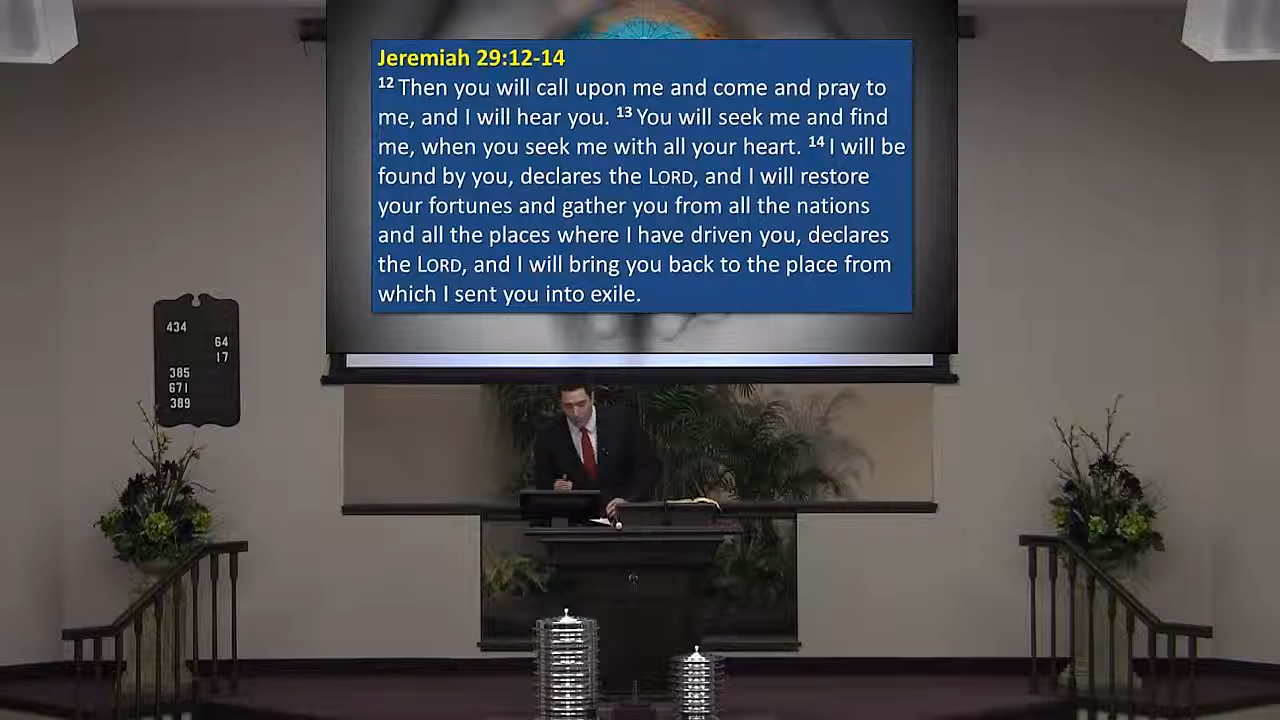 Jeremiah 29:12-14
12 Then you will call upon me and come and pray to
me, and I will hear you. 13 You will seek me and find
me, when you seek me with all your heart. 14 I will be
found by you, declares the LORD, and I will restore
your fortunes and gather you from all the nations
and all the places where I have driven you, declares
the LORD, and I will bring you back to the place from
which I sent you into exile.
434
64
17
385
671
389